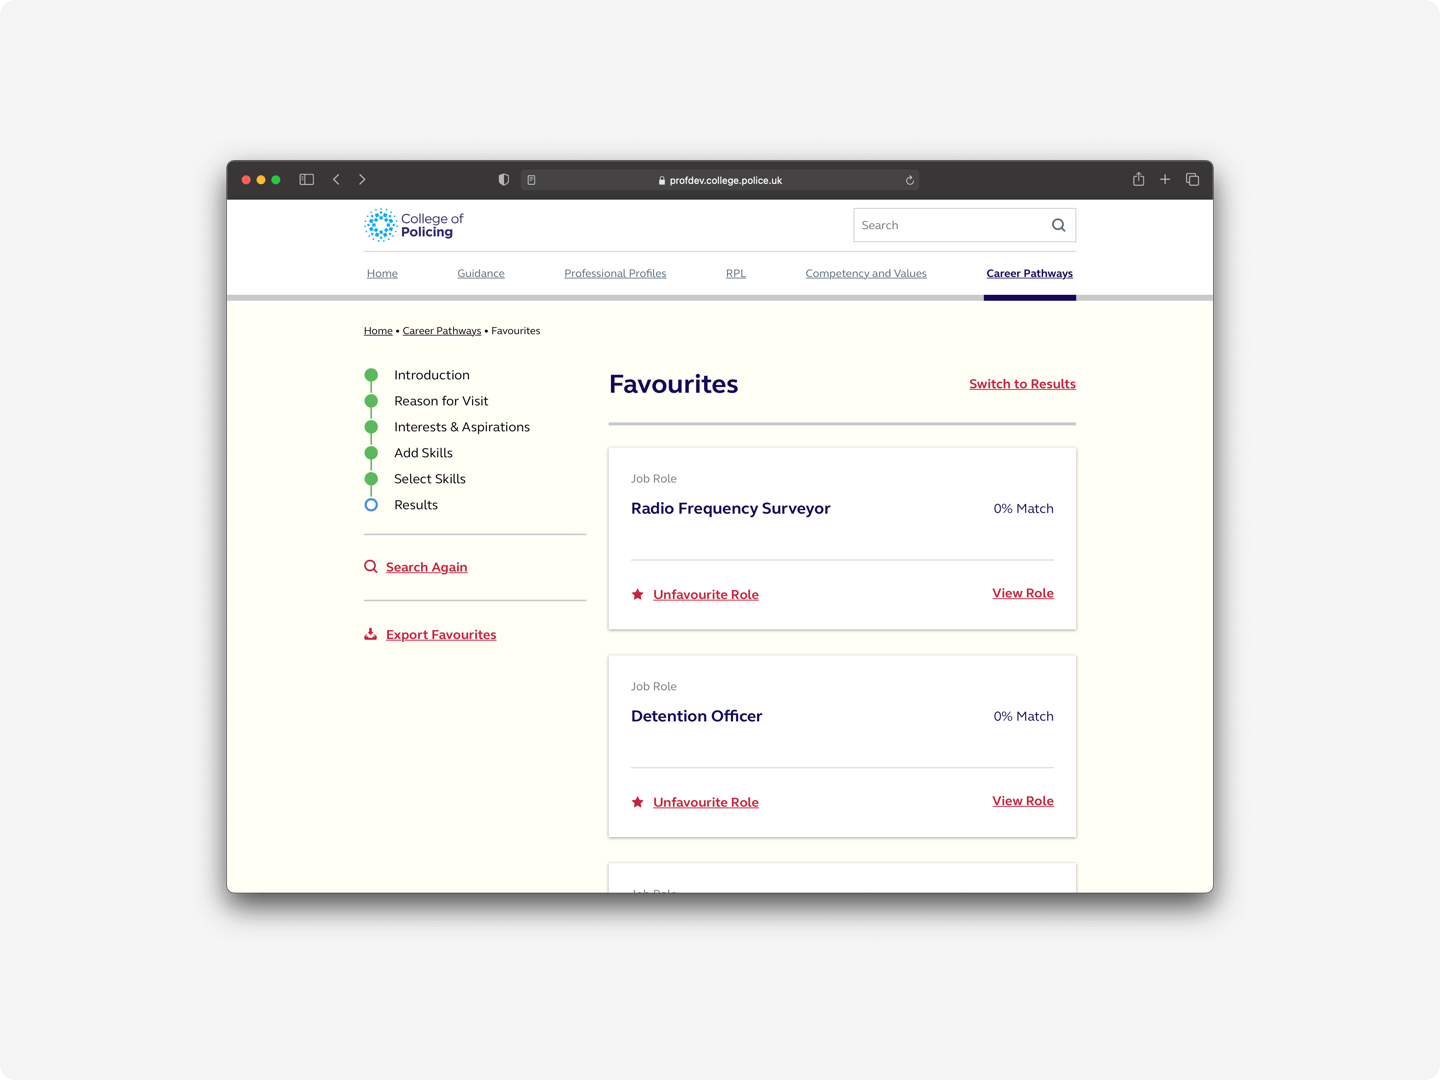 profdev.college.police.uk
College of
Policing
Search
Home
Guidance
Professional Profiles
RPL
Competency and Values
Career Pathways
Home • Career Pathways • Favourites
Introduction
Reason for Visit
Interests & Aspirations
Add Skills
Select Skills
Results
Search Again
Export Favourites
Favourites
Switch to Results
Job Role
Radio Frequency Surveyor
0% Match
Unfavourite Role
View Role
Job Role
Detention Officer
0% Match
Unfavourite Role
View Role
Job Role